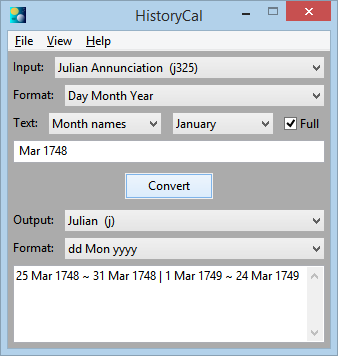 HistoryCal
File View Help
Input: Julian Annunciation (j325)
Format: Day Month Year
Text: Month names January Full
Mar 1748
Convert
Output: Julian (j)
Format: dd Mon yyyy
25 Mar 1748 ~ 31 Mar 1748 | 1 Mar 1749 ~ 24 Mar 1749